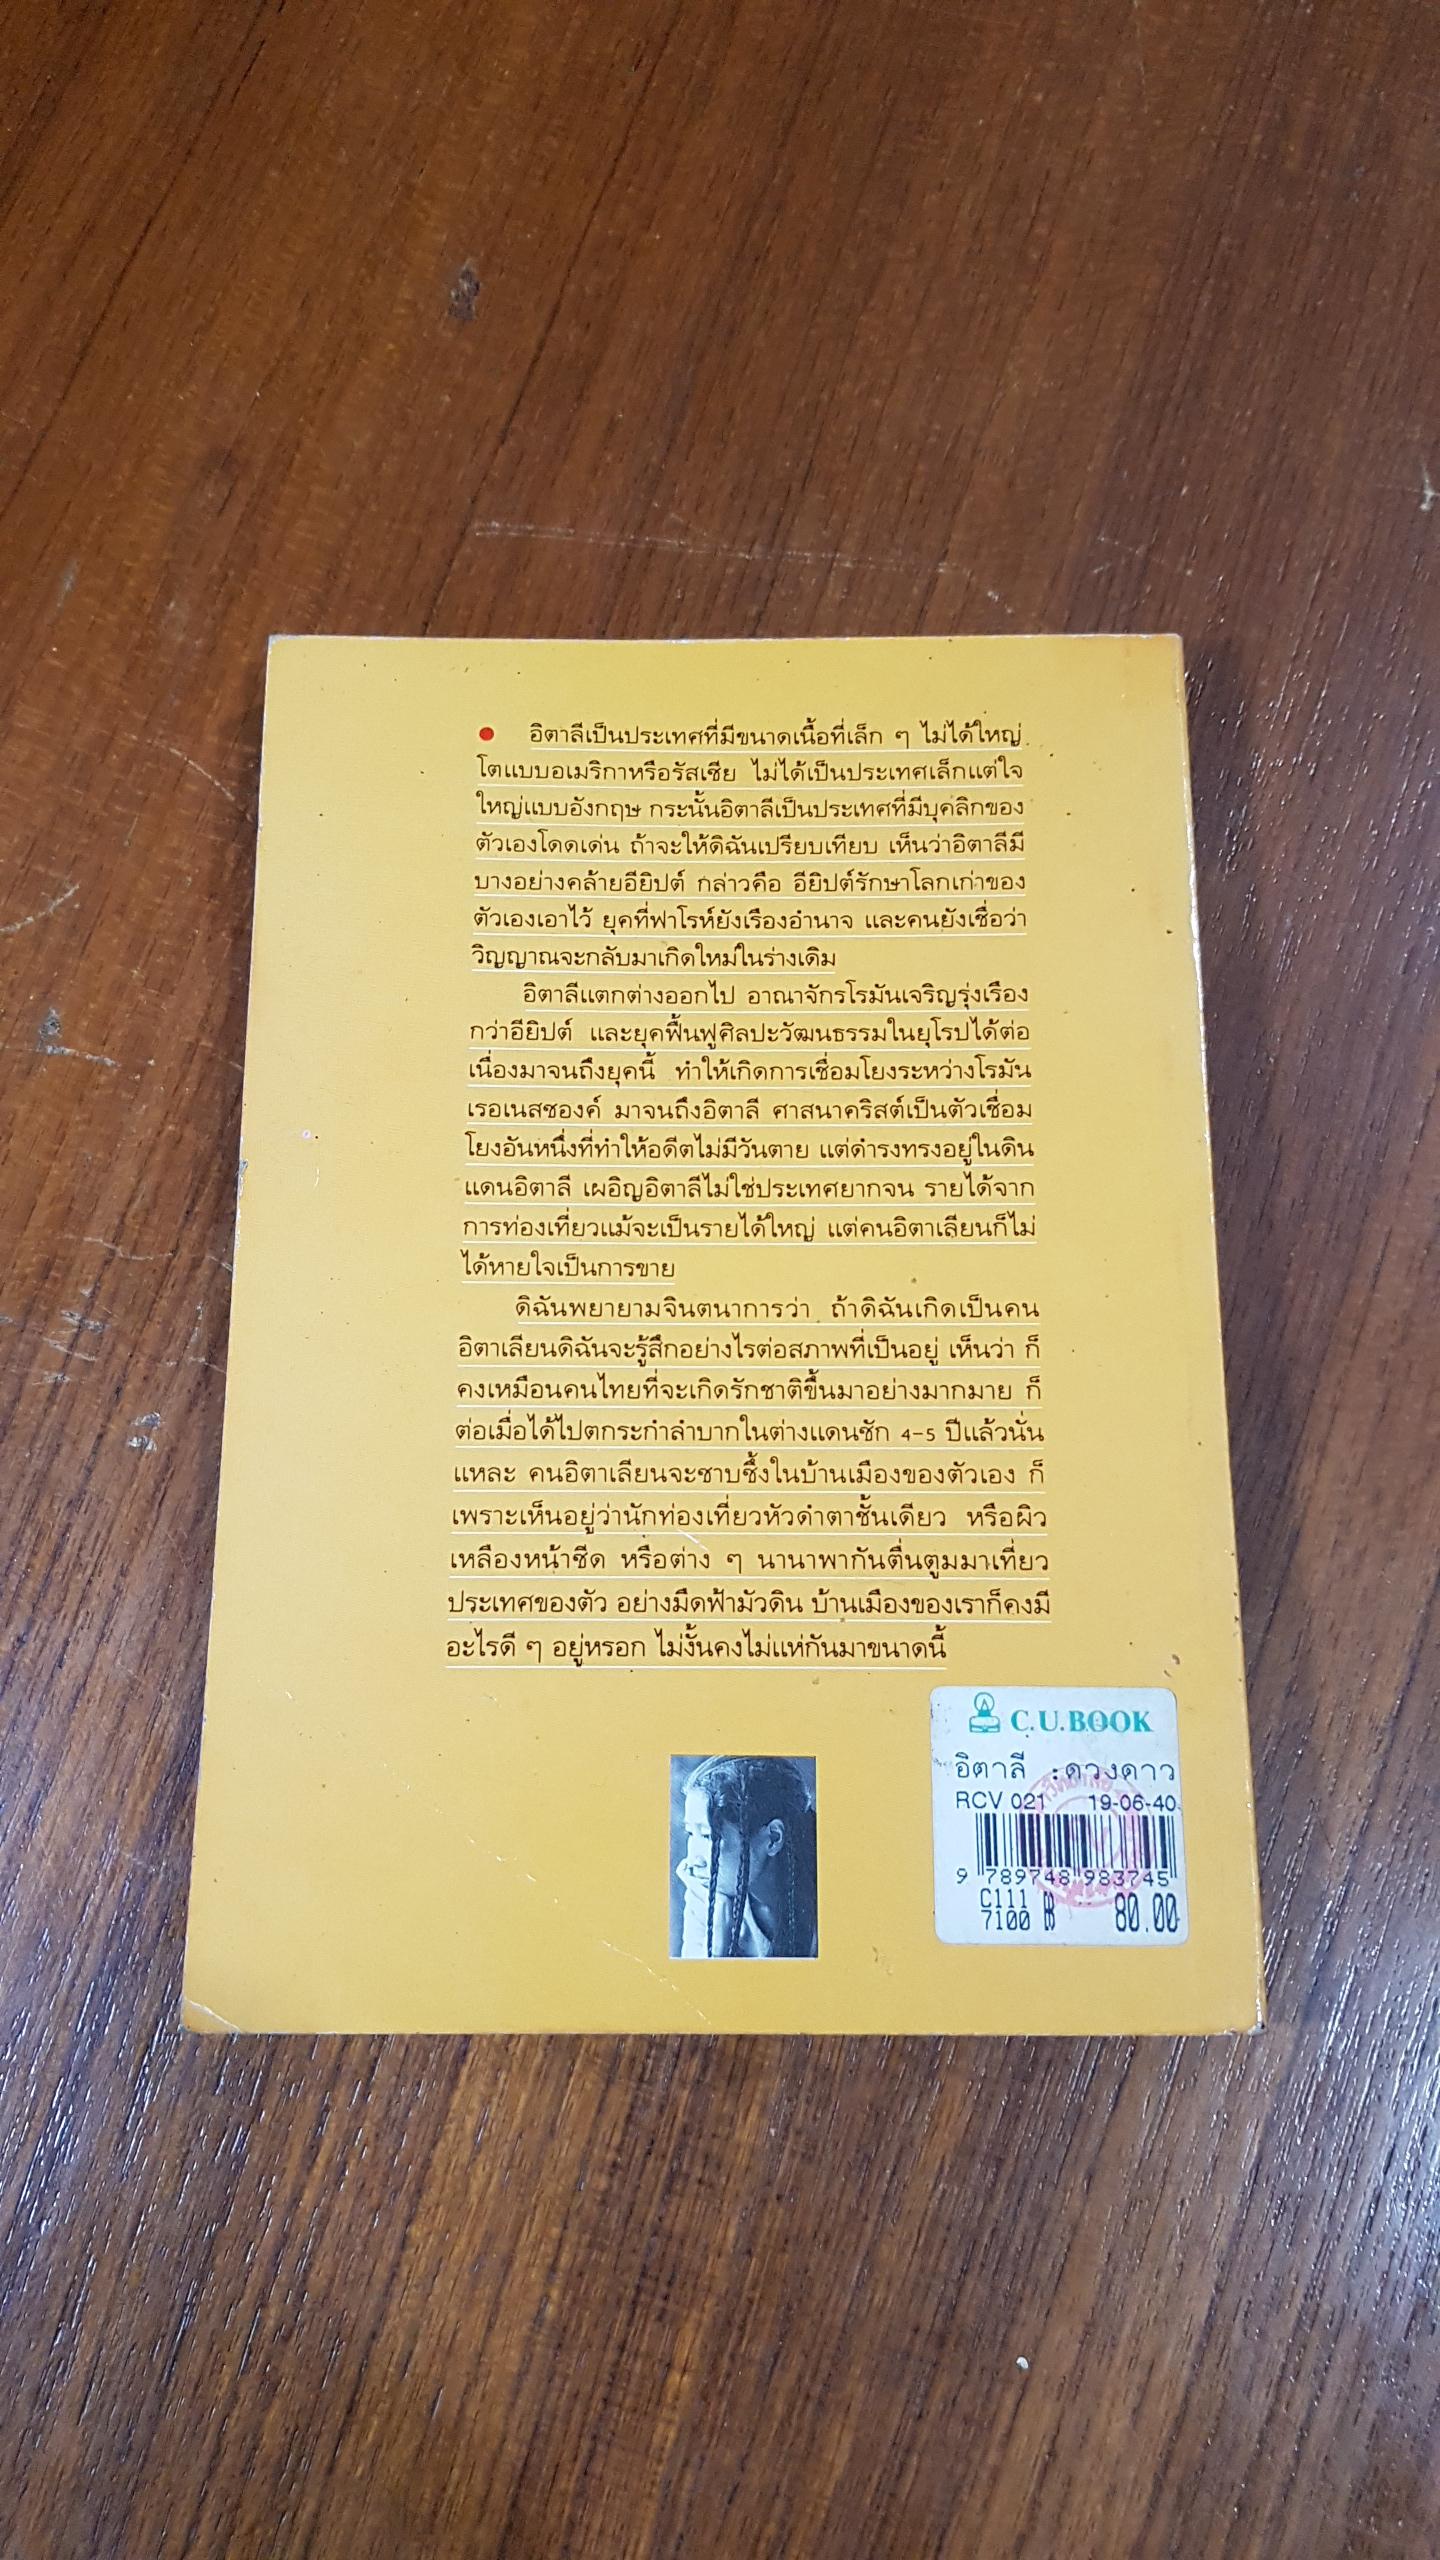 ● อิตาลีเป็นประเทศที่มีขนาดเนื้อที่เล็ก ๆ ไม่ได้ใหญ่
โตแบบอเมริกาหรือรัสเซีย ไม่ได้เป็นประเทศเล็กแต่ใจ
ใหญ่แบบอังกฤษ กระนั้นอิตาลีเป็นประเทศที่มีบุคลิกของ
ตัวเองโดดเด่น ถ้าจะให้ดิฉันเปรียบเทียบ เห็นว่าอิตาลีมี
บางอย่างคล้ายอียิปต์ กล่าวคือ อียิปต์รักษาโลกเก่าของ
ตัวเองเอาไว้ ยุคที่ฟาโรห์ยังเรืองอำนาจ และคนยังเชื่อว่า
วิญญาณจะกลับมาเกิดใหม่ในร่างเดิม
อิตาลีแตกต่างออกไป อาณาจักรโรมันเจริญรุ่งเรือง
กว่าอียิปต์ และยุคฟื้นฟูศิลปะวัฒนธรรมในยุโรปได้ต่อ
เนื่องมาจนถึงยุคนี้ ทำให้เกิดการเชื่อมโยงระหว่างโรมัน
เรอเนสซองค์ มาจนถึงอิตาลี ศาสนาคริสต์เป็นตัวเชื่อม
โยงอันหนึ่งที่ทำให้อดีตไม่มีวันตาย แต่ดำรงทรงอยู่ในดิน
แดนอิตาลี เผอิญอิตาลีไม่ใช่ประเทศยากจน รายได้จาก
การท่องเที่ยวแม้จะเป็นรายได้ใหญ่ แต่คนอิตาเลียนก็ไม่
ได้หายใจเป็นการขาย
ดิฉันพยายามจินตนาการว่า ถ้าดิฉันเกิดเป็นคน
อิตาเลียนดิฉันจะรู้สึกอย่างไรต่อสภาพที่เป็นอยู่ เห็นว่า ก็
คงเหมือนคนไทยที่จะเกิดรักชาติขึ้นมาอย่างมากมาย ก็
ต่อเมื่อได้ไปตกระกำลำบากในต่างแดนซัก 4-5 ปีแล้วนั่น
แหละ คนอิตาเลียนจะซาบซึ้งในบ้านเมืองของตัวเอง ก็
เพราะเห็นอยู่ว่านักท่องเที่ยวหัวดำตาชั้นเดียว หรือผิว
เหลืองหน้าซีด หรือต่าง ๆ นานาพากันตื่นตูมมาเที่ยว
ประเทศของตัว อย่างมืดฟ้ามัวดิน บ้านเมืองของเราก็คงมี
อะไรดี ๆ อยู่หรอก ไม่งั้นคงไม่แห่กันมาขนาดนี้
C.U.BOOK
อิตาลี :ดวงดาว
RCV 021 19-06-40
9 789748 983745
C111
7100 80.00